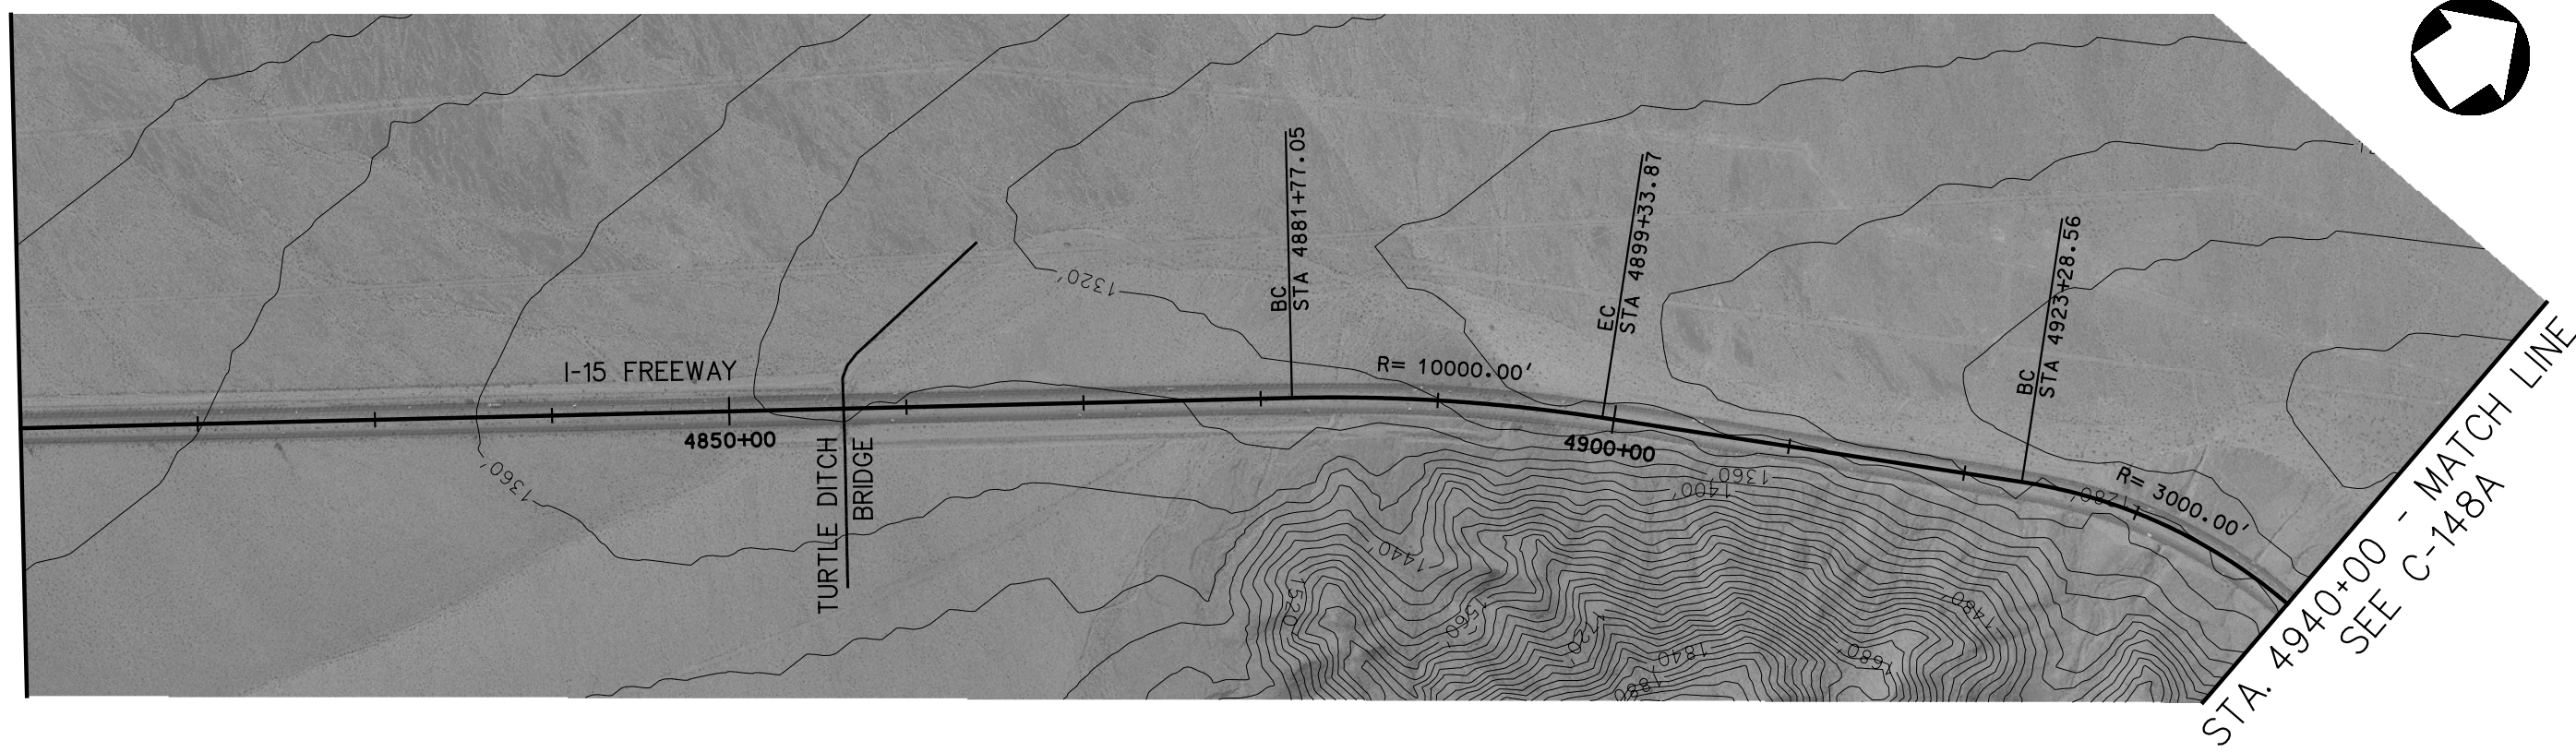 I-15 FREEWAY
4850+00
TURTLE DITCH
BRIDGE
1360'
1320'
BC
STA 4881+77.05
R= 10000.00'
EC
STA 4899+33.87
4900+00
BC
STA 4923+28.56
R= 3000.00'
1280'
1360'
1400'
1440'
1520'
1560'
1720'
1840'
1880'
1680'
1480'
STA. 4940+00 - MATCH LINE
SEE C-148A